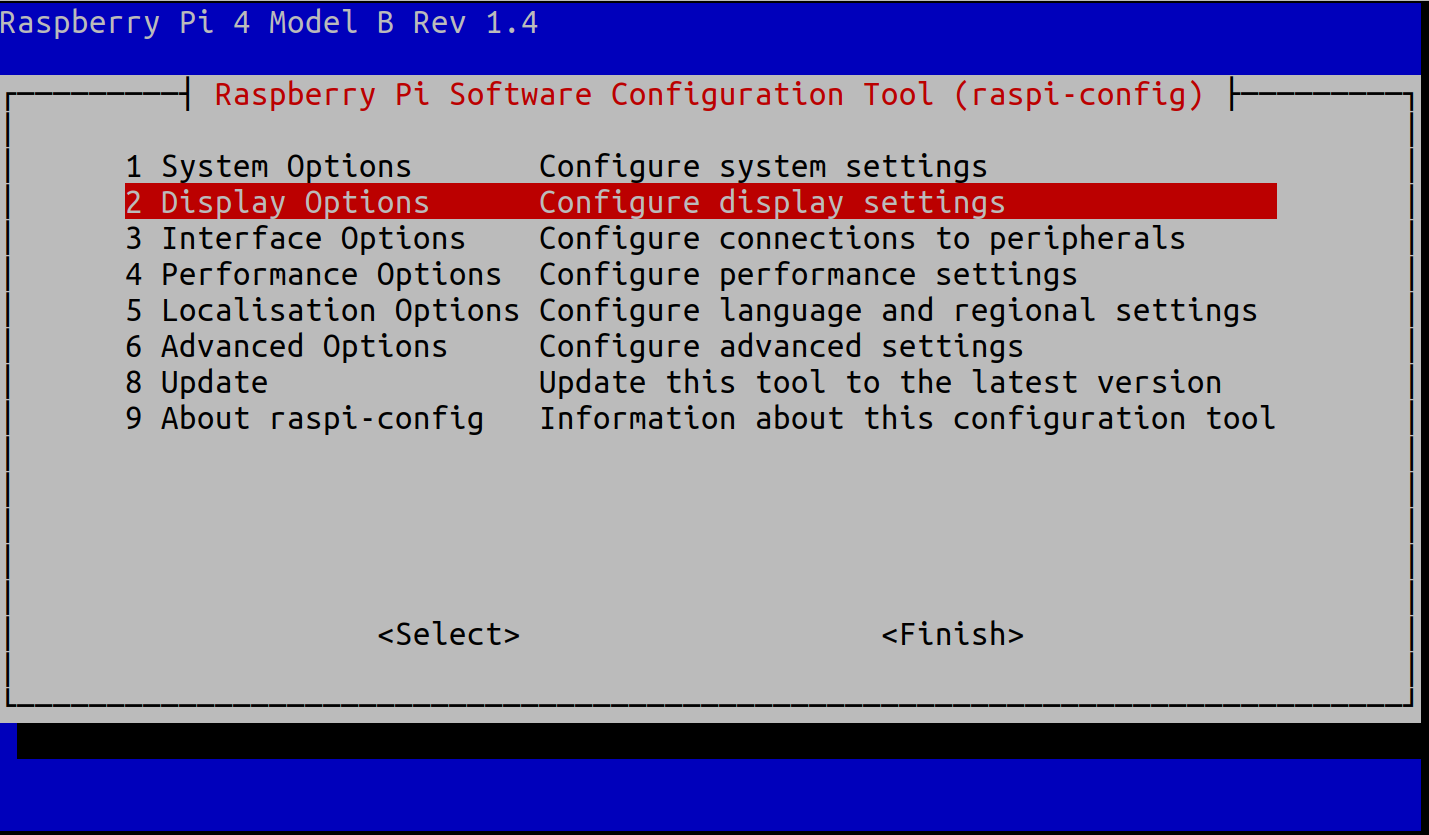 Raspberry Pi 4 Model B Rev 1.4
Raspberry Pi Software Configuration Tool (raspi-config)
1 System Options Configure system settings
2 Display Options Configure display settings
3 Interface Options Configure connections to peripherals
4 Performance Options Configure performance settings
5 Localisation Options Configure language and regional settings
6 Advanced Options Configure advanced settings
8 Update Update this tool to the latest version
9 About raspi-config Information about this configuration tool
<Select> <Finish>